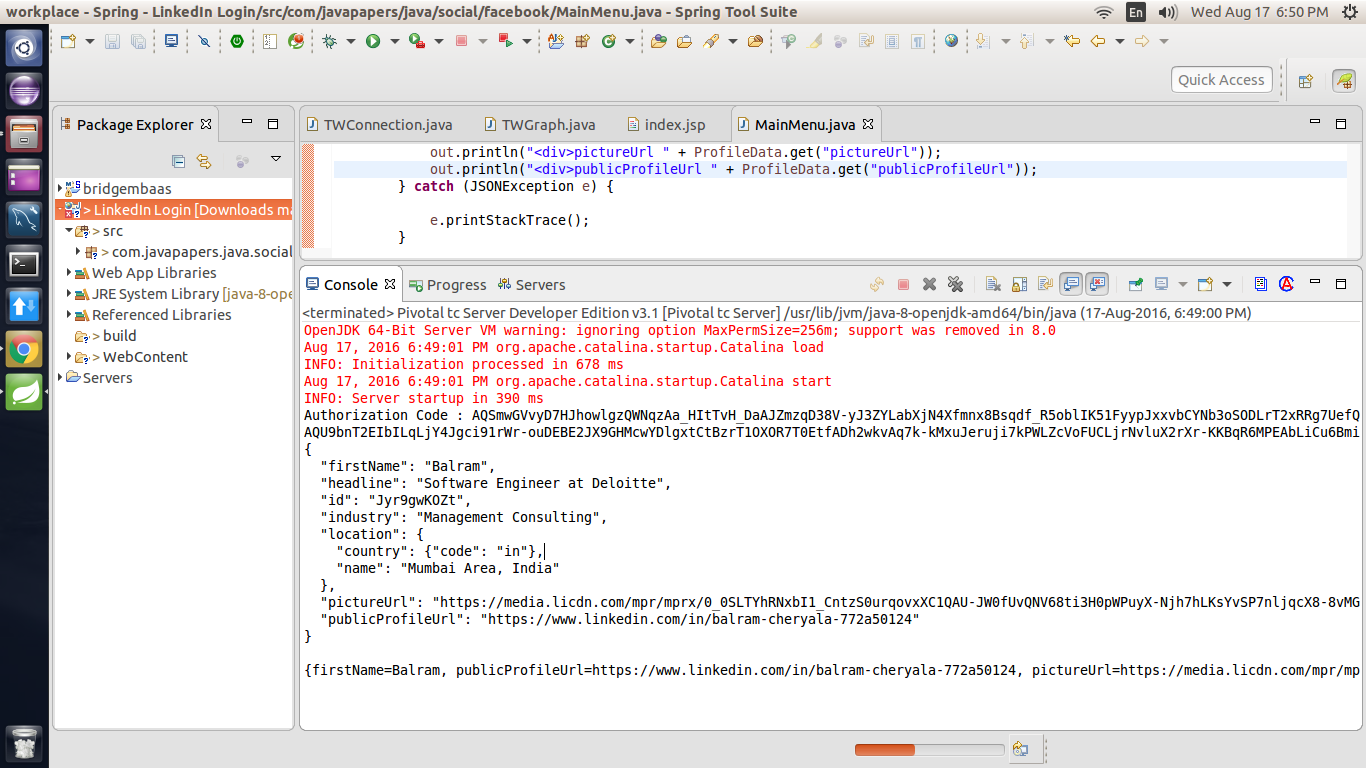 workplace - Spring - LinkedIn Login/src/com/javapapers/java/social/facebook/MainMenu.java - Spring Tool Suite
En
Wed Aug 17 6:50 PM
Quick Access
Package Explorer
TWConnection.java
TWGraph.java
index.jsp
MainMenu.java
bridgembaas
> LinkedIn Login [Downloads ma
> src
> com.javapapers.java.social
Web App Libraries
JRE System Library [java-8-ope
Referenced Libraries
> build
> WebContent
Servers
out.println("<div>pictureUrl " + ProfileData.get("pictureUrl"));
out.println("<div>publicProfileUrl " + ProfileData.get("publicProfileUrl"));
} catch (JSONException e) {
e.printStackTrace();
}
Console
Progress
Servers
<terminated> Pivotal tc Server Developer Edition v3.1 [Pivotal tc Server] /usr/lib/jvm/java-8-openjdk-amd64/bin/java (17-Aug-2016, 6:49:00 PM)
OpenJDK 64-Bit Server VM warning: ignoring option MaxPermSize=256m; support was removed in 8.0
Aug 17, 2016 6:49:01 PM org.apache.catalina.startup.Catalina load
INFO: Initialization processed in 678 ms
Aug 17, 2016 6:49:01 PM org.apache.catalina.startup.Catalina start
INFO: Server startup in 390 ms
Authorization Code : AQSmwGVvyD7HJhowlgzQWNqzAa_HItTvH_DaAJZmzqD38V-yJ3ZYLabXjN4Xfmnx8Bsqdf_R5oblIK51FyypJxxvbCYNb3oSODLrT2xRRg7UefQ
AQU9bnT2EIbILqLjY4Jgci91rWr-ouDEBE2JX9GHMcwYDlgxtCtBzrT1OXOR7T0EtfADh2wkvAq7k-kMxuJeruji7kPWLZcVoFUCLjrNvluX2rXr-KKBqR6MPEAbLiCu6Bmi
{
"firstName": "Balram",
"headline": "Software Engineer at Deloitte",
"id": "Jyr9gwKOZt",
"industry": "Management Consulting",
"location": {
"country": {"code": "in"},
"name": "Mumbai Area, India"
},
"pictureUrl": "https://media.licdn.com/mpr/mprx/0_0SLTYhRNxbI1_CntzS0urqovxXC1QAU-JW0fUvQNV68ti3H0pWPuyX-Njh7hLKsYvSP7nljqcX8-8vMG
"publicProfileUrl": "https://www.linkedin.com/in/balram-cheryala-772a50124"
}
{firstName=Balram, publicProfileUrl=https://www.linkedin.com/in/balram-cheryala-772a50124, pictureUrl=https://media.licdn.com/mpr/mp